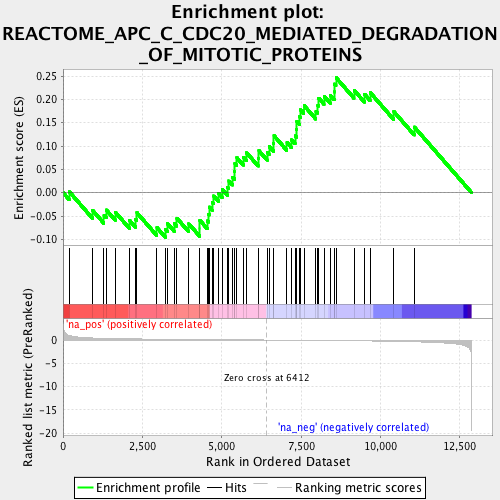 Enrichment plot:
REACTOME_APC_C_CDC20_MEDIATED_DEGRADATION
_OF_MITOTIC_PROTEINS
Enrichment score (ES)
0.25
0.20
0.15
0.10
0.05
0.00
-0.05
-0.10
'na_pos' (positively correlated)
Ranked list metric (PreRanked)
0
-5
-10
-15
-20
Zero cross at 6412
'na_neg' (negatively correlated)
0
2,500
5,000
7,500
10,000
12,500
Rank in Ordered Dataset
Enrichment profile
Hits
Ranking metric scores